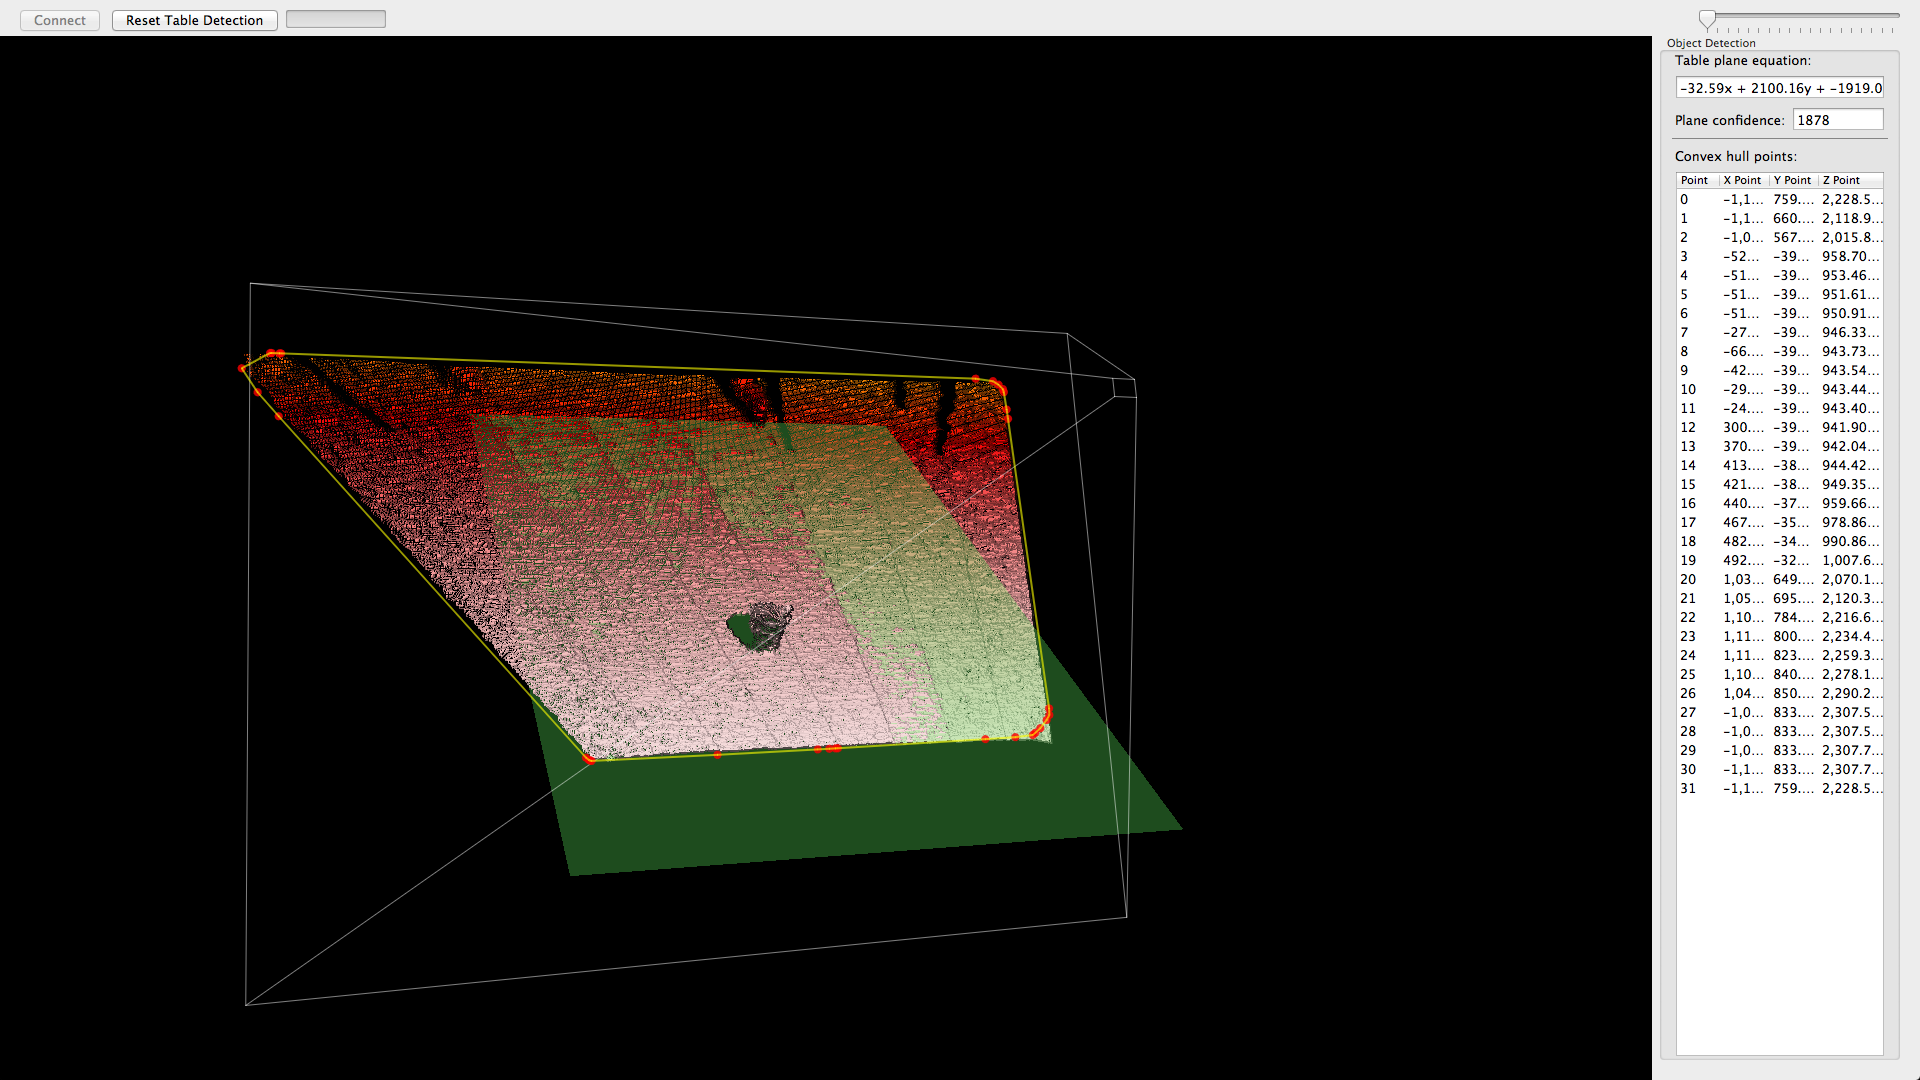 Connect Reset Table Detection
Object Detection
Table plane equation:
-32.59x + 2100.16y + -1919.0
Plane confidence: 1878
Convex hull points:
Point X Point Y Point Z Point
0 -1,1... 759.... 2,228.5...
1 -1,1... 660.... 2,118.9...
2 -1,0... 567.... 2,015.8...
3 -52... -39... 958.70...
4 -51... -39... 953.46...
5 -51... -39... 951.61...
6 -51... -39... 950.91...
7 -27... -39... 946.33...
8 -66.... -39... 943.73...
9 -42... -39... 943.54...
10 -29... -39... 943.44...
11 -24... -39... 943.40...
12 300.... -39... 941.90...
13 370.... -39... 942.04...
14 413.... -38... 944.42...
15 421.... -38... 949.35...
16 440.... -37... 959.66...
17 467.... -35... 978.86...
18 482.... -34... 990.86...
19 492.... -32... 1,007.6...
20 1,03... 649.... 2,070.1...
21 1,05... 695.... 2,120.3...
22 1,10... 784.... 2,216.6...
23 1,11... 800.... 2,234.4...
24 1,11... 823.... 2,259.3...
25 1,10... 840.... 2,278.1...
26 1,04... 850.... 2,290.2...
27 -1,0... 833.... 2,307.5...
28 -1,0... 833.... 2,307.5...
29 -1,0... 833.... 2,307.7...
30 -1,1... 833.... 2,307.7...
31 -1,1... 759.... 2,228.5...